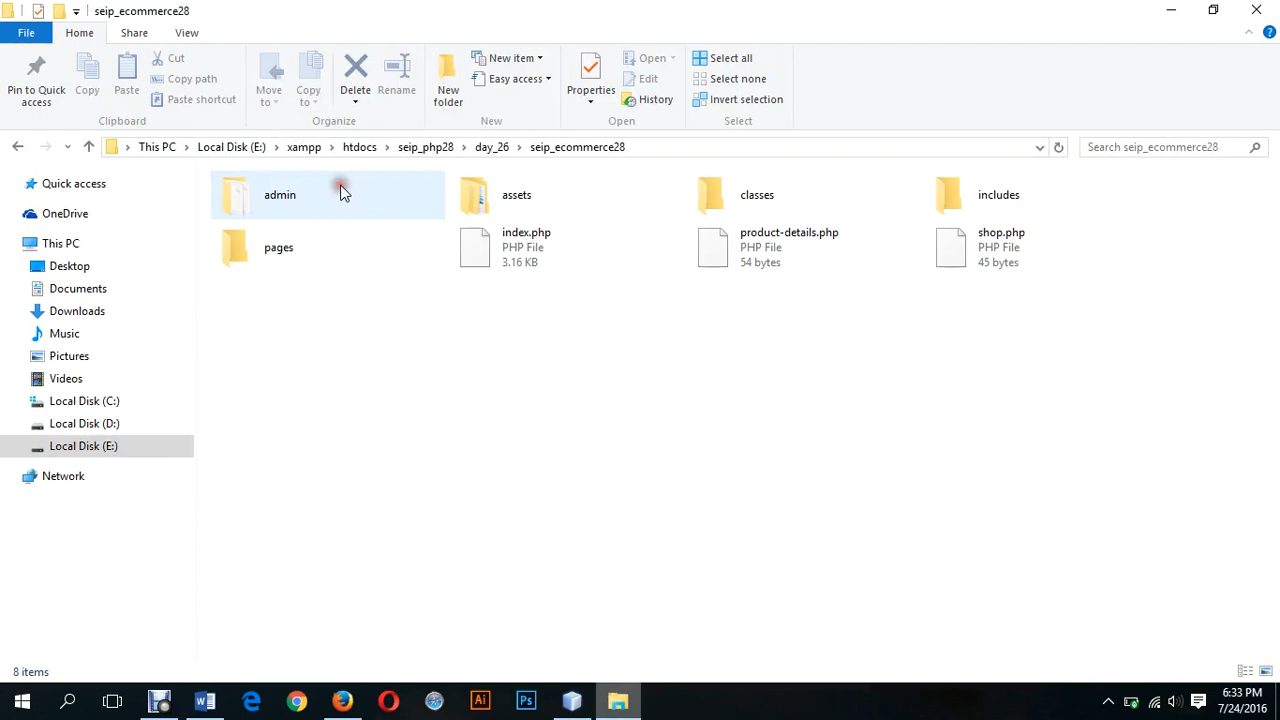 seip_ecommerce28
File Home Share View
Pin to Quick access
Copy
Paste
Cut
Copy path
Paste shortcut
Clipboard
Move to
Copy to
Delete
Rename
Organize
New folder
New item
Easy access
New
Properties
Open
Edit
History
Open
Select all
Select none
Invert selection
Select
This PC > Local Disk (E:) > xampp > htdocs > seip_php28 > day_26 > seip_ecommerce28
Search seip_ecommerce28
Quick access
OneDrive
This PC
Desktop
Documents
Downloads
Music
Pictures
Videos
Local Disk (C:)
Local Disk (D:)
Local Disk (E:)
Network
admin
assets
classes
includes
pages
index.php
PHP File
3.16 KB
product-details.php
PHP File
54 bytes
shop.php
PHP File
45 bytes
8 items
W
Ai
Ps
6:33 PM
7/24/2016